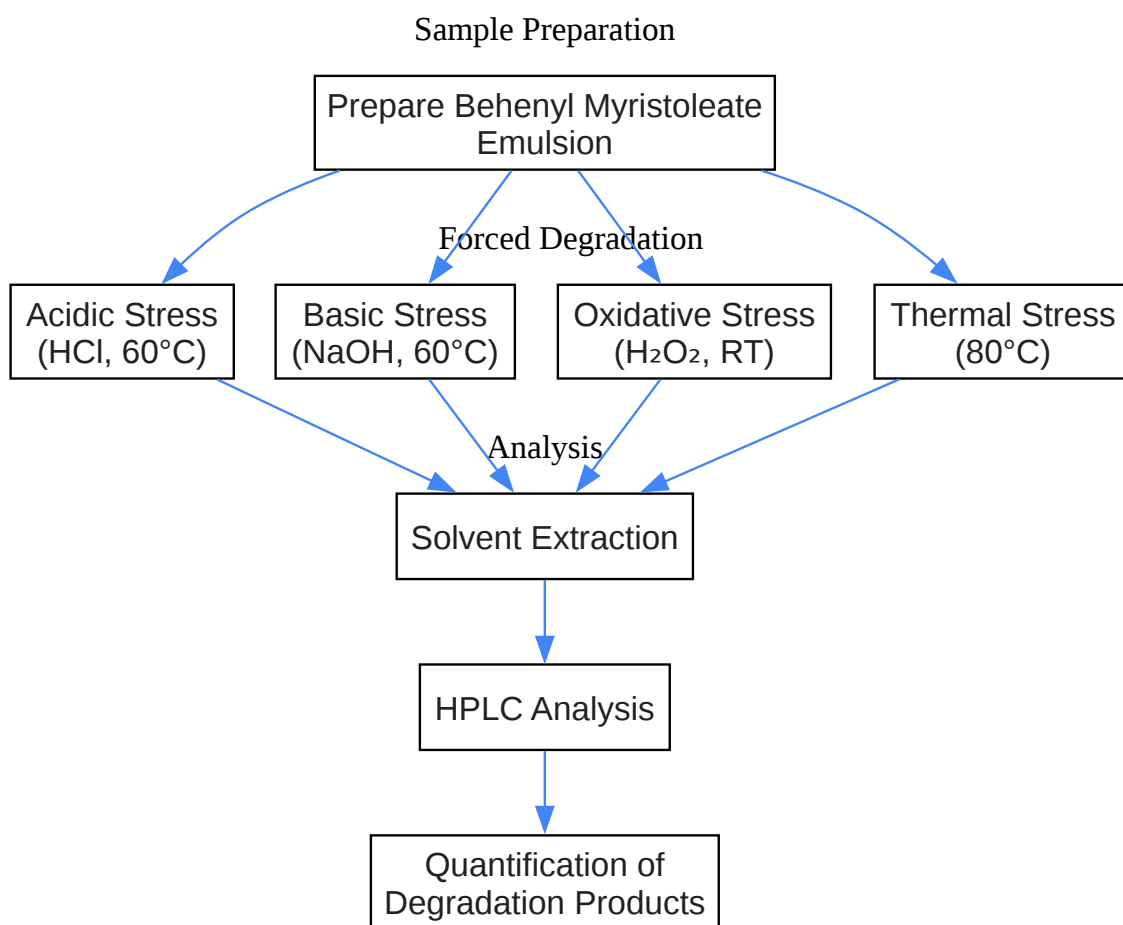 Sample Preparation
Prepare Behenyl Myristoleate
Emulsion
Forced Degradation
Acidic Stress
(HCl, 60°C)
Basic Stress
(NaOH, 60°C)
Oxidative Stress
(H₂O₂, RT)
Thermal Stress
(80°C)
Analysis
Solvent Extraction
HPLC Analysis
Quantification of
Degradation Products